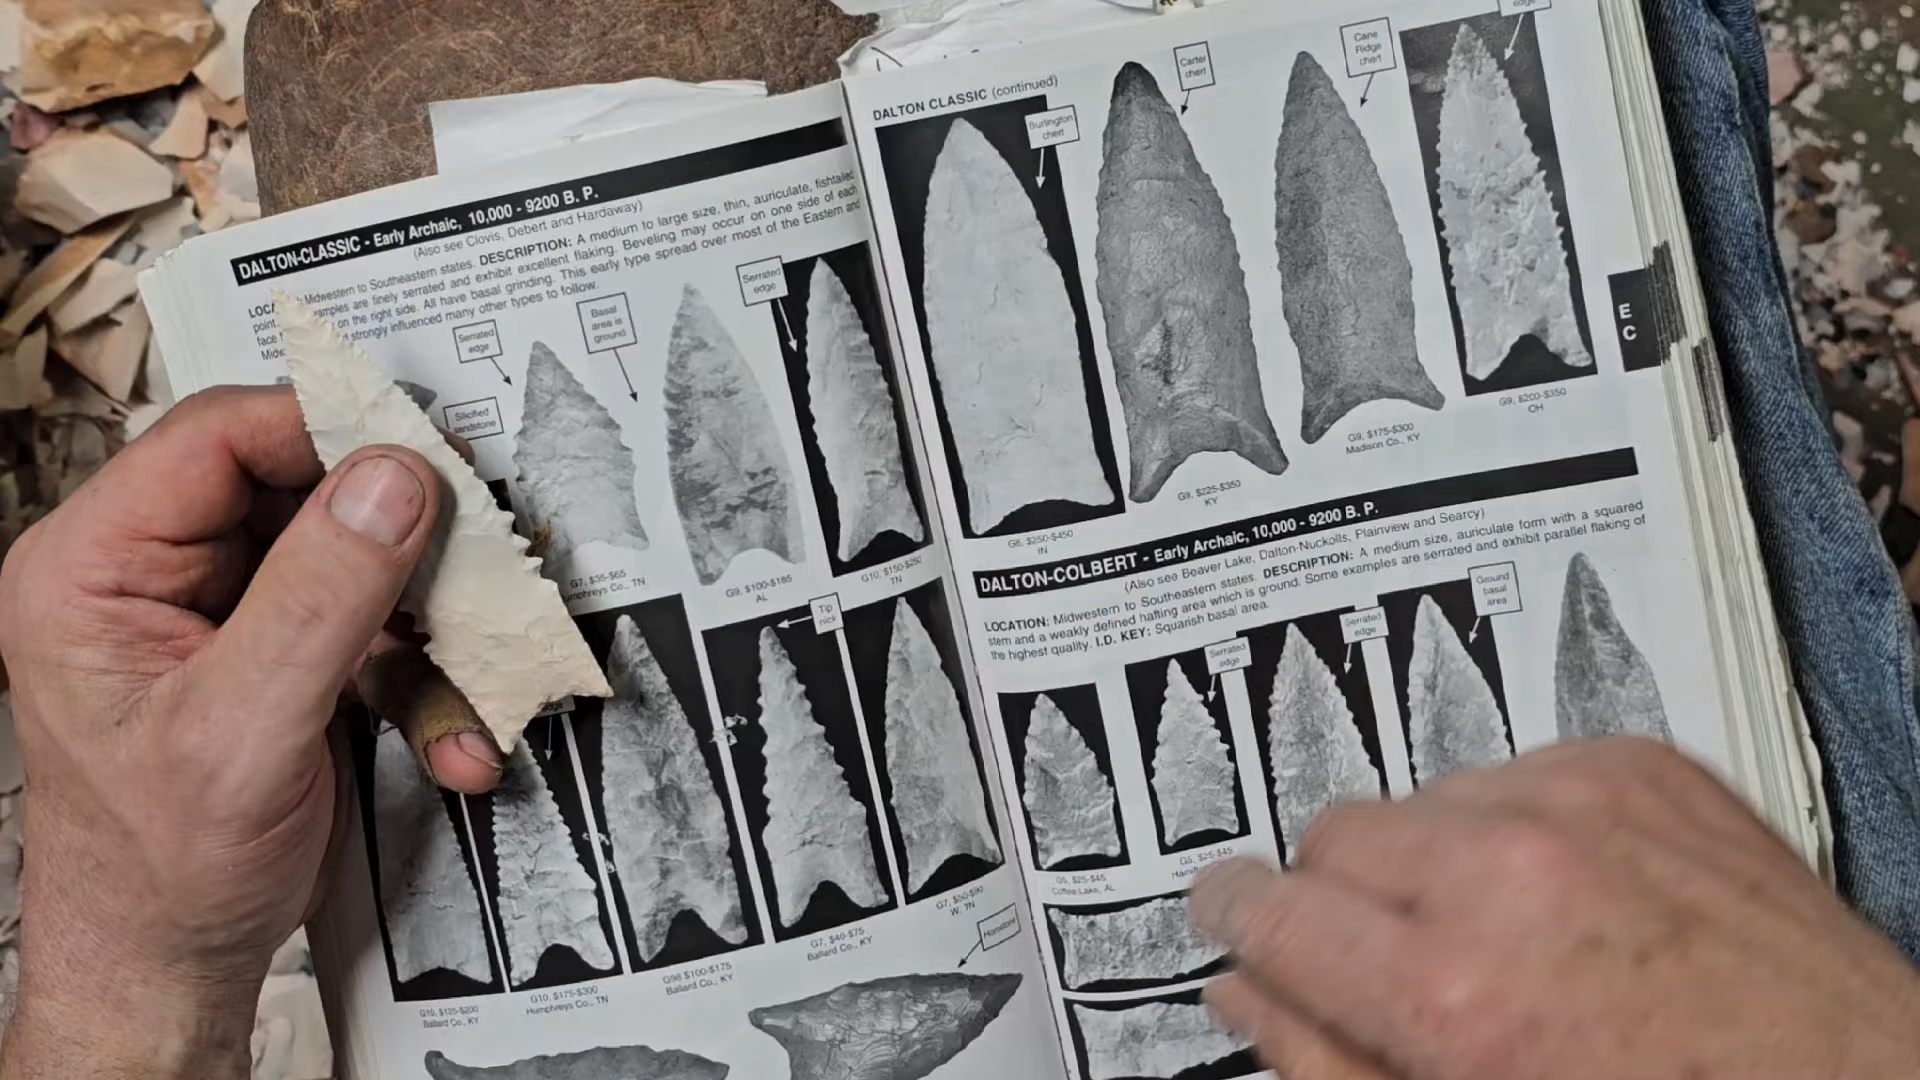 DALTON-CLASSIC - Early Archaic, 10,000 - 9200 B. P.
(Also see Clovis, Debert and Hardaway)
Midwestern to Southeastern states. DESCRIPTION: A medium to large size, thin, auriculate, fishtailed
point. amples are finely serrated and exhibit excellent flaking. Beveling may occur on one side of each
face on the right side. All have basal grinding. This early type spread over most of the Eastern and
Midw d strongly influenced many other types to follow.
Serrated
edge
Basal
area is
ground
Serrated
edge
Silicified
sandstone
G7, $35-$65
umphreys Co., TN
G9, $100-$185
AL
G10, $150-$250
TN
Tip
nick
edge
G10, $125-$200
Ballard Co., KY
G10, $175-$300
Humphreys Co., TN
G98 $100-$175
Ballard Co., KY
G7, $40-$75
Ballard Co., KY
G7, $50-$90
W. TN
Hornstone
DALTON CLASSIC (continued)
Burlington
chert
Carter
chert
Cane
Ridge
chert
edge
G8, $250-$450
IN
G9, $225-$350
KY
G9, $175-$300
Madison Co., KY
G9, $200-$350
OH
E
C
DALTON-COLBERT - Early Archaic, 10,000 - 9200 B. P.
(Also see Beaver Lake, Dalton-Nuckolls, Plainview and Searcy)
LOCATION: Midwestern to Southeastern states. DESCRIPTION: A medium size, auriculate form with a squared
stem and a weakly defined hafting area which is ground. Some examples are serrated and exhibit parallel flaking of
the highest quality. I.D. KEY: Squarish basal area.
Serrated
edge
Serrated
edge
Ground
basal
area
G5, $25-$45
Coffee Lake, AL
G5, $25-$45
Hamil